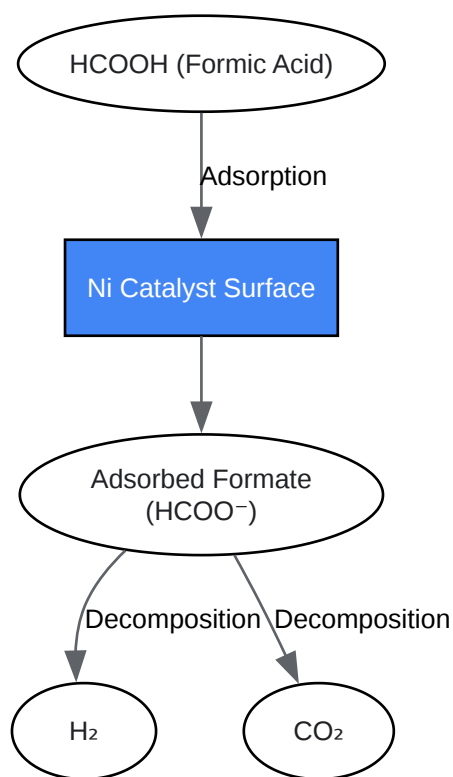 HCOOH (Formic Acid)
Adsorption
Ni Catalyst Surface
Adsorbed Formate
(HCOO⁻)
Decomposition
Decomposition
H₂
CO₂